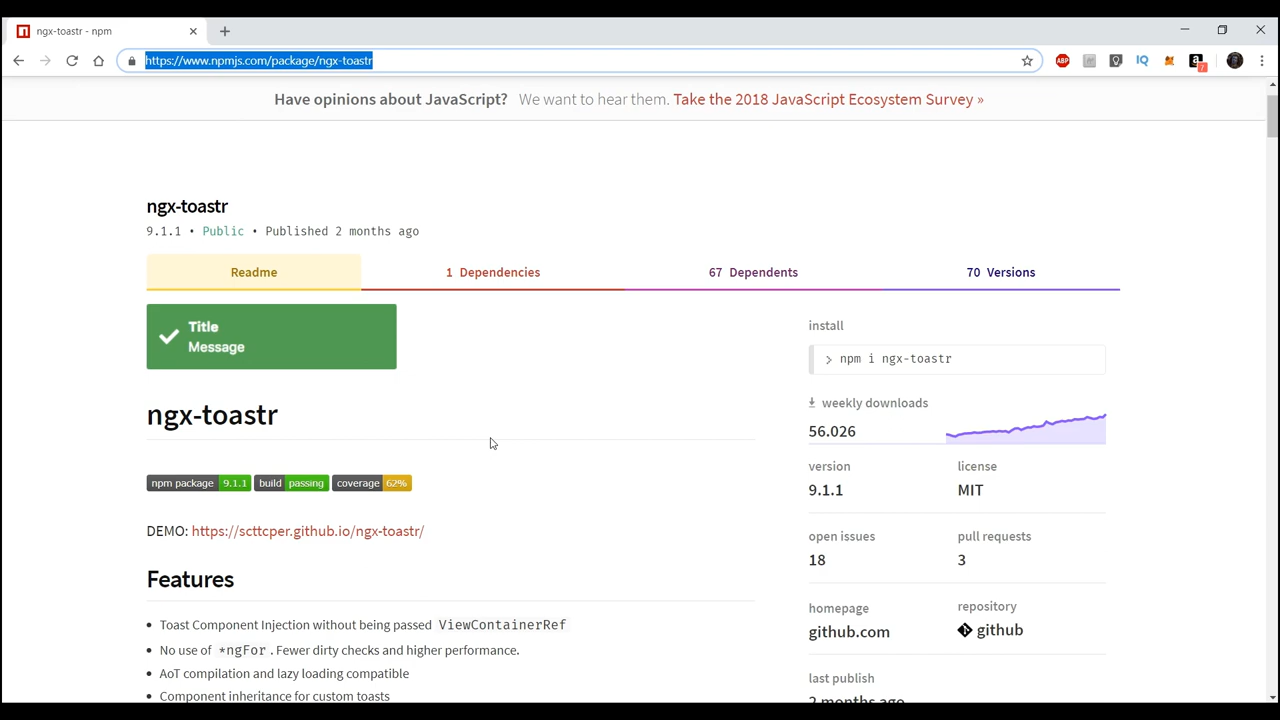 ngx-toastr - npm
https://www.npmjs.com/package/ngx-toastr
ABP
IQ
7
Have opinions about JavaScript? We want to hear them. Take the 2018 JavaScript Ecosystem Survey »
ngx-toastr
9.1.1 • Public • Published 2 months ago
Readme
1 Dependencies
67 Dependents
70 Versions
Title
Message
ngx-toastr
npm package 9.1.1 build passing coverage 62%
DEMO: https://scttcper.github.io/ngx-toastr/
Features
• Toast Component Injection without being passed ViewContainerRef
• No use of *ngFor. Fewer dirty checks and higher performance.
• AoT compilation and lazy loading compatible
• Component inheritance for custom toasts
install
> npm i ngx-toastr
weekly downloads
56.026
version
license
9.1.1
MIT
open issues
pull requests
18
3
homepage
repository
github.com
github
last publish
2 months ago